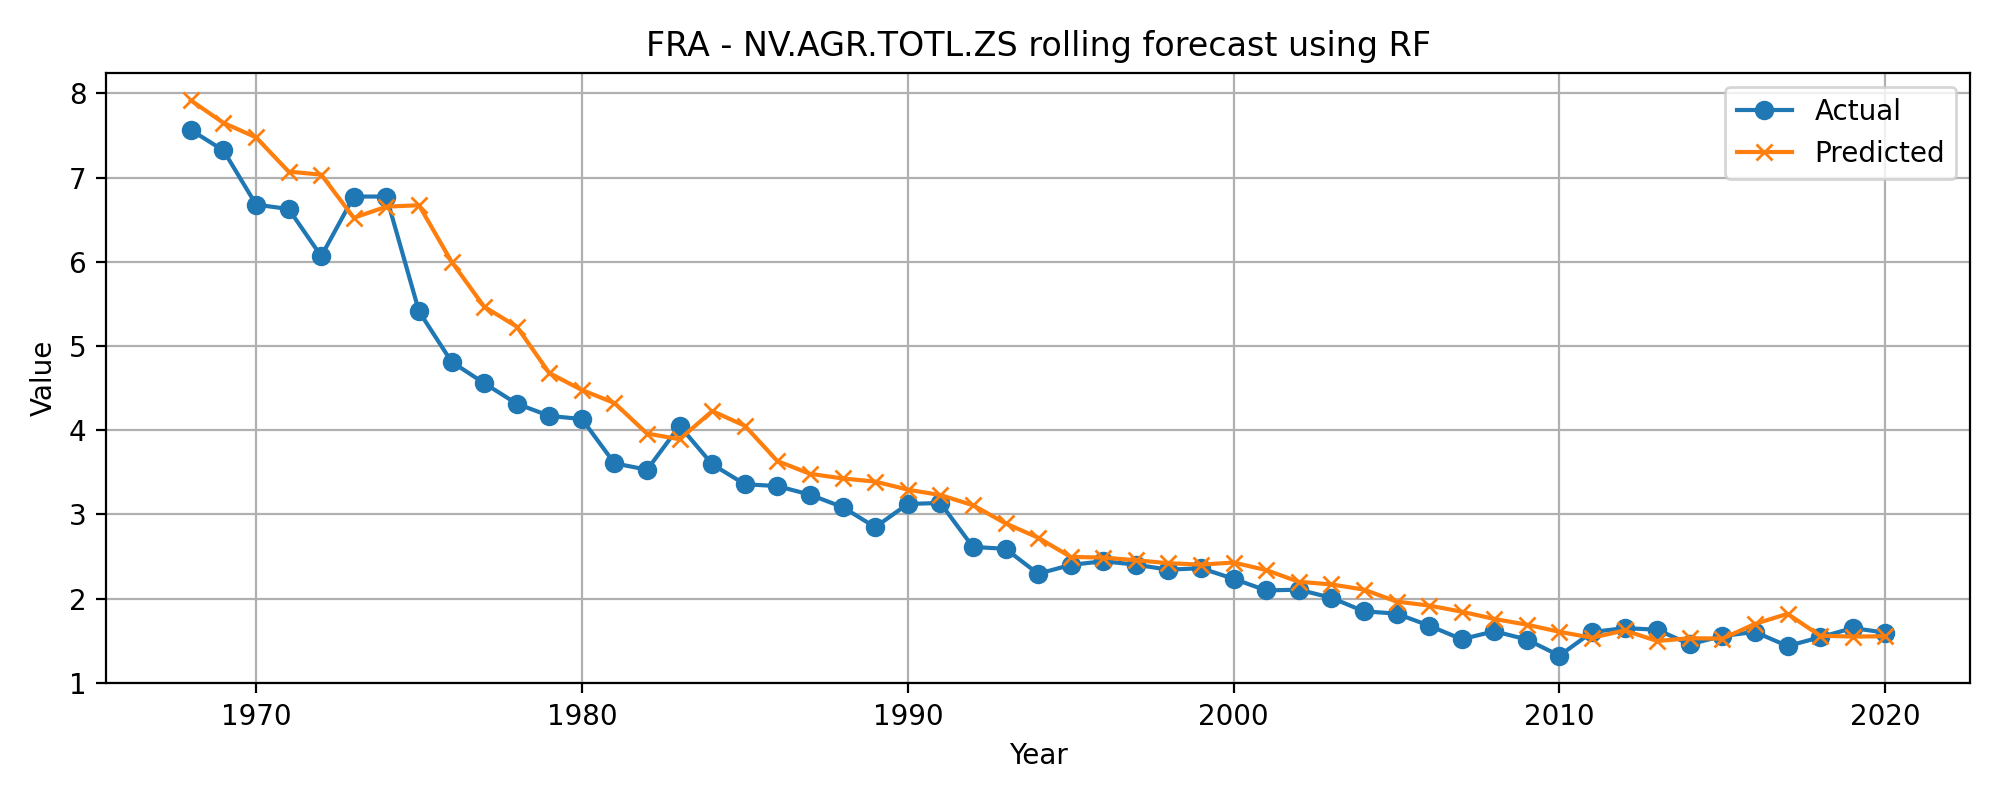 FRA - NV.AGR.TOTL.ZS rolling forecast using RF
Actual
Predicted
8
7
6
5
4
3
2
1
Value
1970 1980 1990 2000 2010 2020
Year